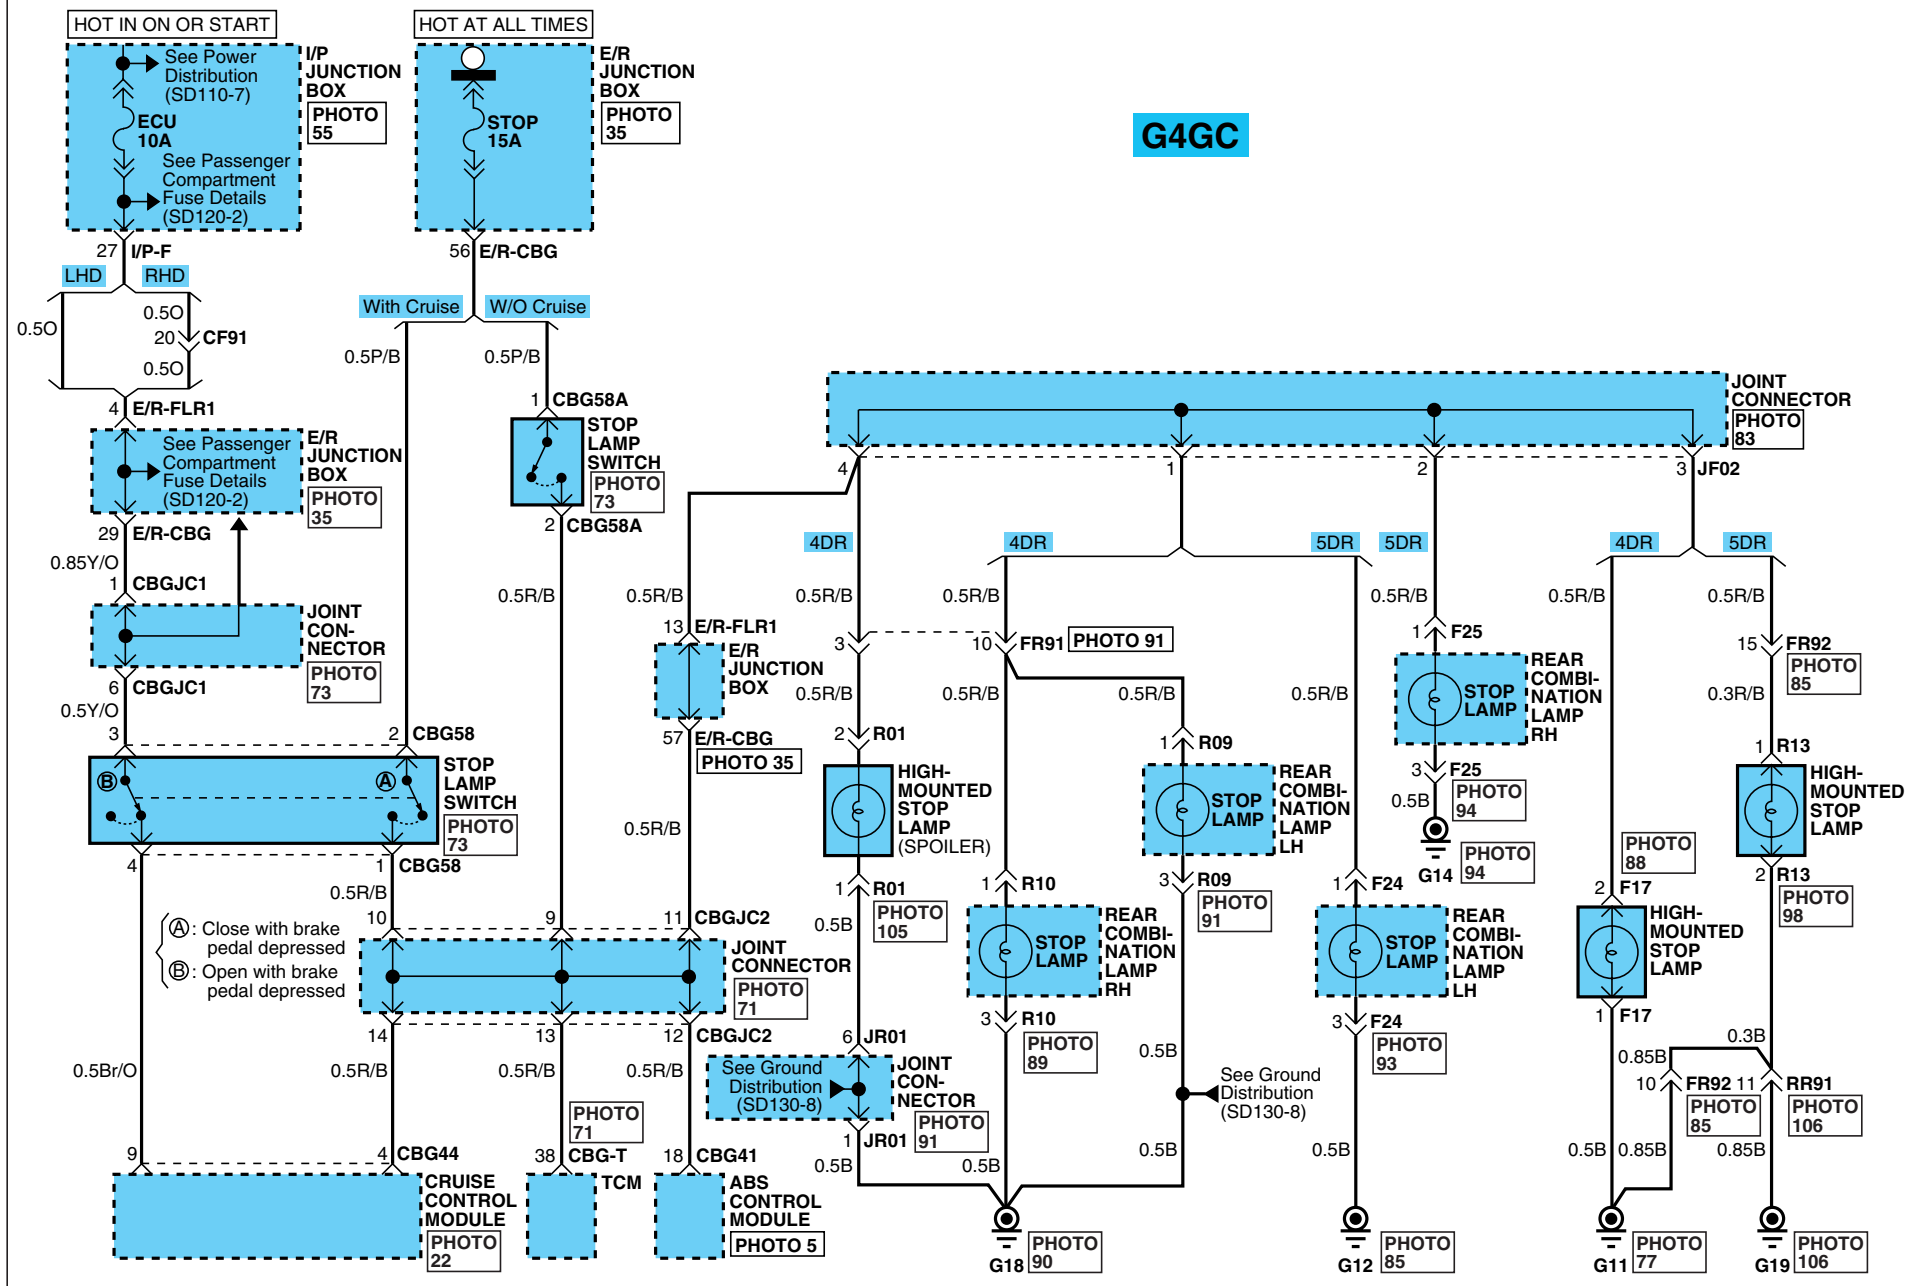 HOT IN ON OR START
HOT AT ALL TIMES
See Power
Distribution
(SD110-7)
ECU
10A
See Passenger
Compartment
Fuse Details
(SD120-2)
I/P
JUNCTION
BOX
PHOTO
55
STOP
15A
E/R
JUNCTION
BOX
PHOTO
35
G4GC
27 I/P-F
56 E/R-CBG
LHD
RHD
0.5O
0.5O
20 CF91
0.5O
With Cruise
W/O Cruise
0.5P/B
0.5P/B
4 E/R-FLR1
See Passenger
Compartment
Fuse Details
(SD120-2)
E/R
JUNCTION
BOX
PHOTO
35
1 CBG58A
STOP
LAMP
SWITCH
PHOTO
73
2 CBG58A
29 E/R-CBG
0.85Y/O
1 CBGJC1
JOINT
CON-
NECTOR
PHOTO
73
6 CBGJC1
0.5Y/O
3
2 CBG58
B
A
STOP
LAMP
SWITCH
PHOTO
73
4
1 CBG58
0.5R/B
A : Close with brake
pedal depressed
B : Open with brake
pedal depressed
0.5R/B
0.5R/B
13 E/R-FLR1
E/R
JUNCTION
BOX
57 E/R-CBG
PHOTO 35
0.5R/B
10
9
11 CBGJC2
JOINT
CONNECTOR
PHOTO
71
14
13
12 CBGJC2
0.5Br/O
0.5R/B
0.5R/B
0.5R/B
PHOTO
71
9
4 CBG44
38 CBG-T
18 CBG41
CRUISE
CONTROL
MODULE
PHOTO
22
TCM
ABS
CONTROL
MODULE
PHOTO 5
JOINT
CONNECTOR
PHOTO
83
4
1
2
3 JF02
4DR
4DR
5DR
5DR
4DR
5DR
0.5R/B
0.5R/B
0.5R/B
0.5R/B
0.5R/B
3
10 FR91
PHOTO 91
1 F25
15 FR92
PHOTO
85
0.5R/B
0.5R/B
0.5R/B
0.5R/B
0.3R/B
STOP
LAMP
REAR
COMBI-
NATION
LAMP
RH
3 F25
PHOTO
94
0.5B
G14
PHOTO
94
2 R01
HIGH-
MOUNTED
STOP
LAMP
(SPOILER)
1 R01
PHOTO
105
0.5B
1 R09
STOP
LAMP
REAR
COMBI-
NATION
LAMP
LH
3 R09
PHOTO
91
1 R13
HIGH-
MOUNTED
STOP
LAMP
2 R13
PHOTO
98
PHOTO
88
2 F17
HIGH-
MOUNTED
STOP
LAMP
1 F17
1 R10
STOP
LAMP
REAR
COMBI-
NATION
LAMP
RH
3 R10
PHOTO
89
1 F24
STOP
LAMP
REAR
COMBI-
NATION
LAMP
LH
3 F24
PHOTO
93
6 JR01
See Ground
Distribution
(SD130-8)
JOINT
CON-
NECTOR
PHOTO
91
1 JR01
0.5B
0.5B
0.5B
See Ground
Distribution
(SD130-8)
0.5B
0.5B
0.3B
0.85B
10 FR92
PHOTO
85
11 RR91
PHOTO
106
0.5B
0.85B
0.85B
G18
PHOTO
90
G12
PHOTO
85
G11
PHOTO
77
G19
PHOTO
106